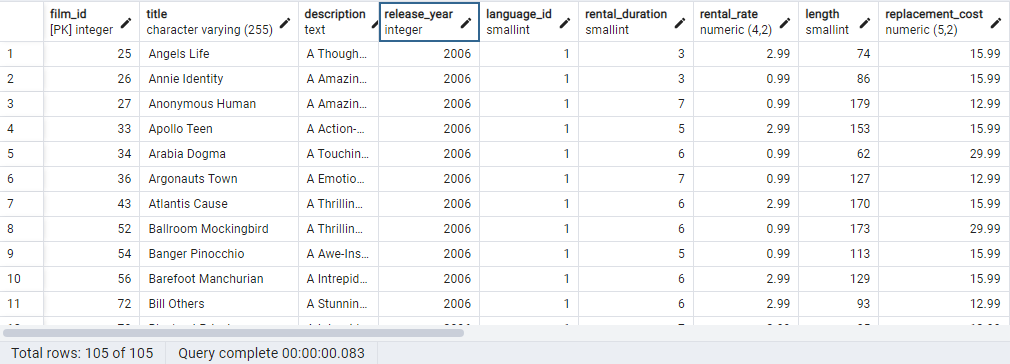 film_id title description release_year language_id rental_duration rental_rate length replacement_cost
[PK] integer character varying (255) text integer smallint smallint numeric (4,2) smallint numeric (5,2)
1 25 Angels Life A Though... 2006 1 3 2.99 74 15.99
2 26 Annie Identity A Amazin... 2006 1 3 0.99 86 15.99
3 27 Anonymous Human A Amazin... 2006 1 7 0.99 179 12.99
4 33 Apollo Teen A Action-... 2006 1 5 2.99 153 15.99
5 34 Arabia Dogma A Touchin... 2006 1 6 0.99 62 29.99
6 36 Argonauts Town A Emotio... 2006 1 7 0.99 127 12.99
7 43 Atlantis Cause A Thrillin... 2006 1 6 2.99 170 15.99
8 52 Ballroom Mockingbird A Thrillin... 2006 1 6 0.99 173 29.99
9 54 Banger Pinocchio A Awe-Ins... 2006 1 5 0.99 113 15.99
10 56 Barefoot Manchurian A Intrepid... 2006 1 6 2.99 129 15.99
11 72 Bill Others A Stunnin... 2006 1 6 2.99 93 12.99
Total rows: 105 of 105 Query complete 00:00:00.083